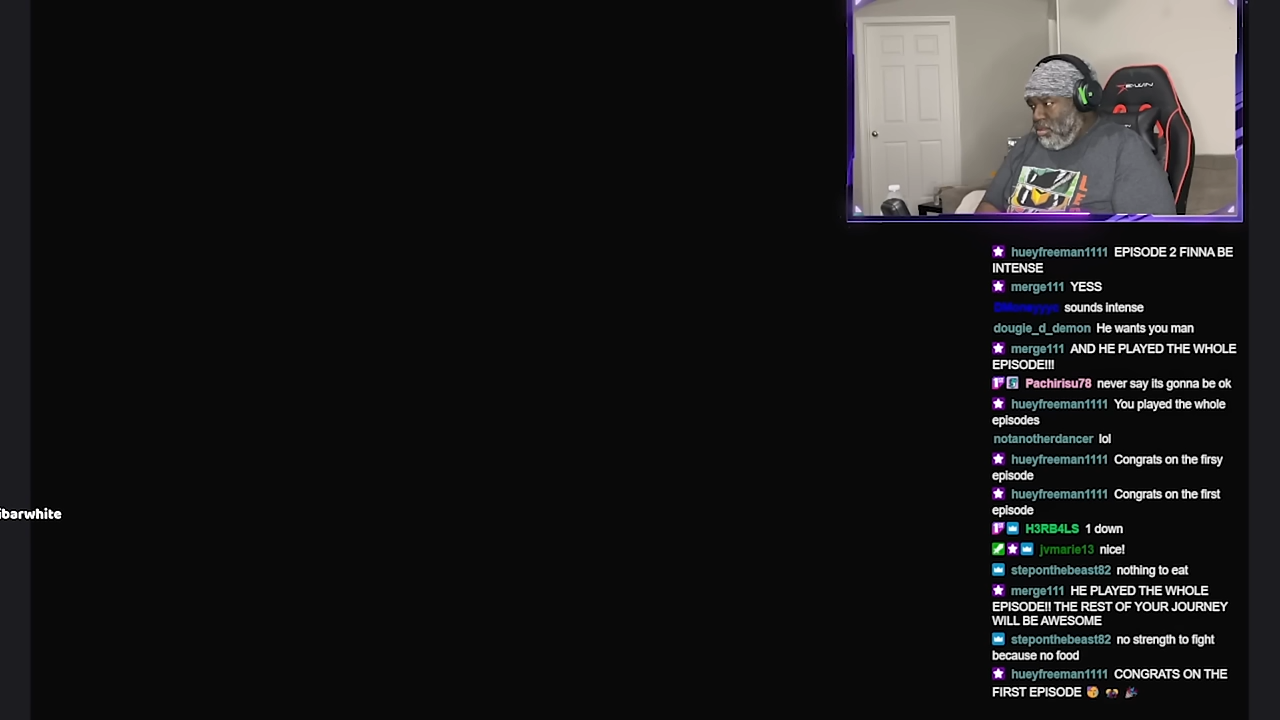 hueyfreeman1111 EPISODE 2 FINNA BE
INTENSE
merge111 YESS
sounds intense
dougie_d_demon He wants you man
merge111 AND HE PLAYED THE WHOLE
EPISODE!!!
Pachirisu78 never say its gonna be ok
hueyfreeman1111 You played the whole
episodes
notanotherdancer lol
hueyfreeman1111 Congrats on the firsy
episode
hueyfreeman1111 Congrats on the first
episode
ibarwhite
H3RB4LS 1 down
jvmarie13 nice!
steponthebeast82 nothing to eat
merge111 HE PLAYED THE WHOLE
EPISODE!! THE REST OF YOUR JOURNEY
WILL BE AWESOME
steponthebeast82 no strength to fight
because no food
hueyfreeman1111 CONGRATS ON THE
FIRST EPISODE